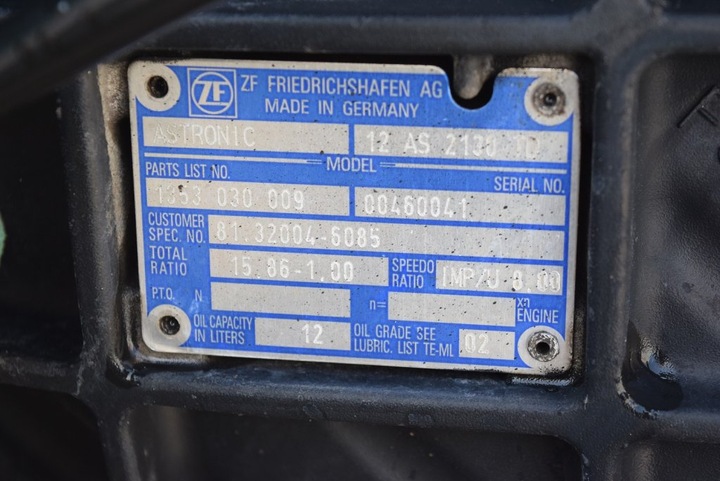 ZF
ZF FRIEDRICHSHAFEN AG
MADE IN GERMANY
ASTRONIC 12 AS 2130 TD
MODEL
PARTS LIST NO. SERIAL NO.
1353 030 009 00460041
CUSTOMER SPEC. NO. 81.32004-6085
TOTAL RATIO 15.86-1.00 SPEEDO RATIO IMP/U 8.00
P.T.O. N n= xn ENGINE
OIL CAPACITY IN LITERS 12 OIL GRADE SEE LUBRIC. LIST TE-ML 02